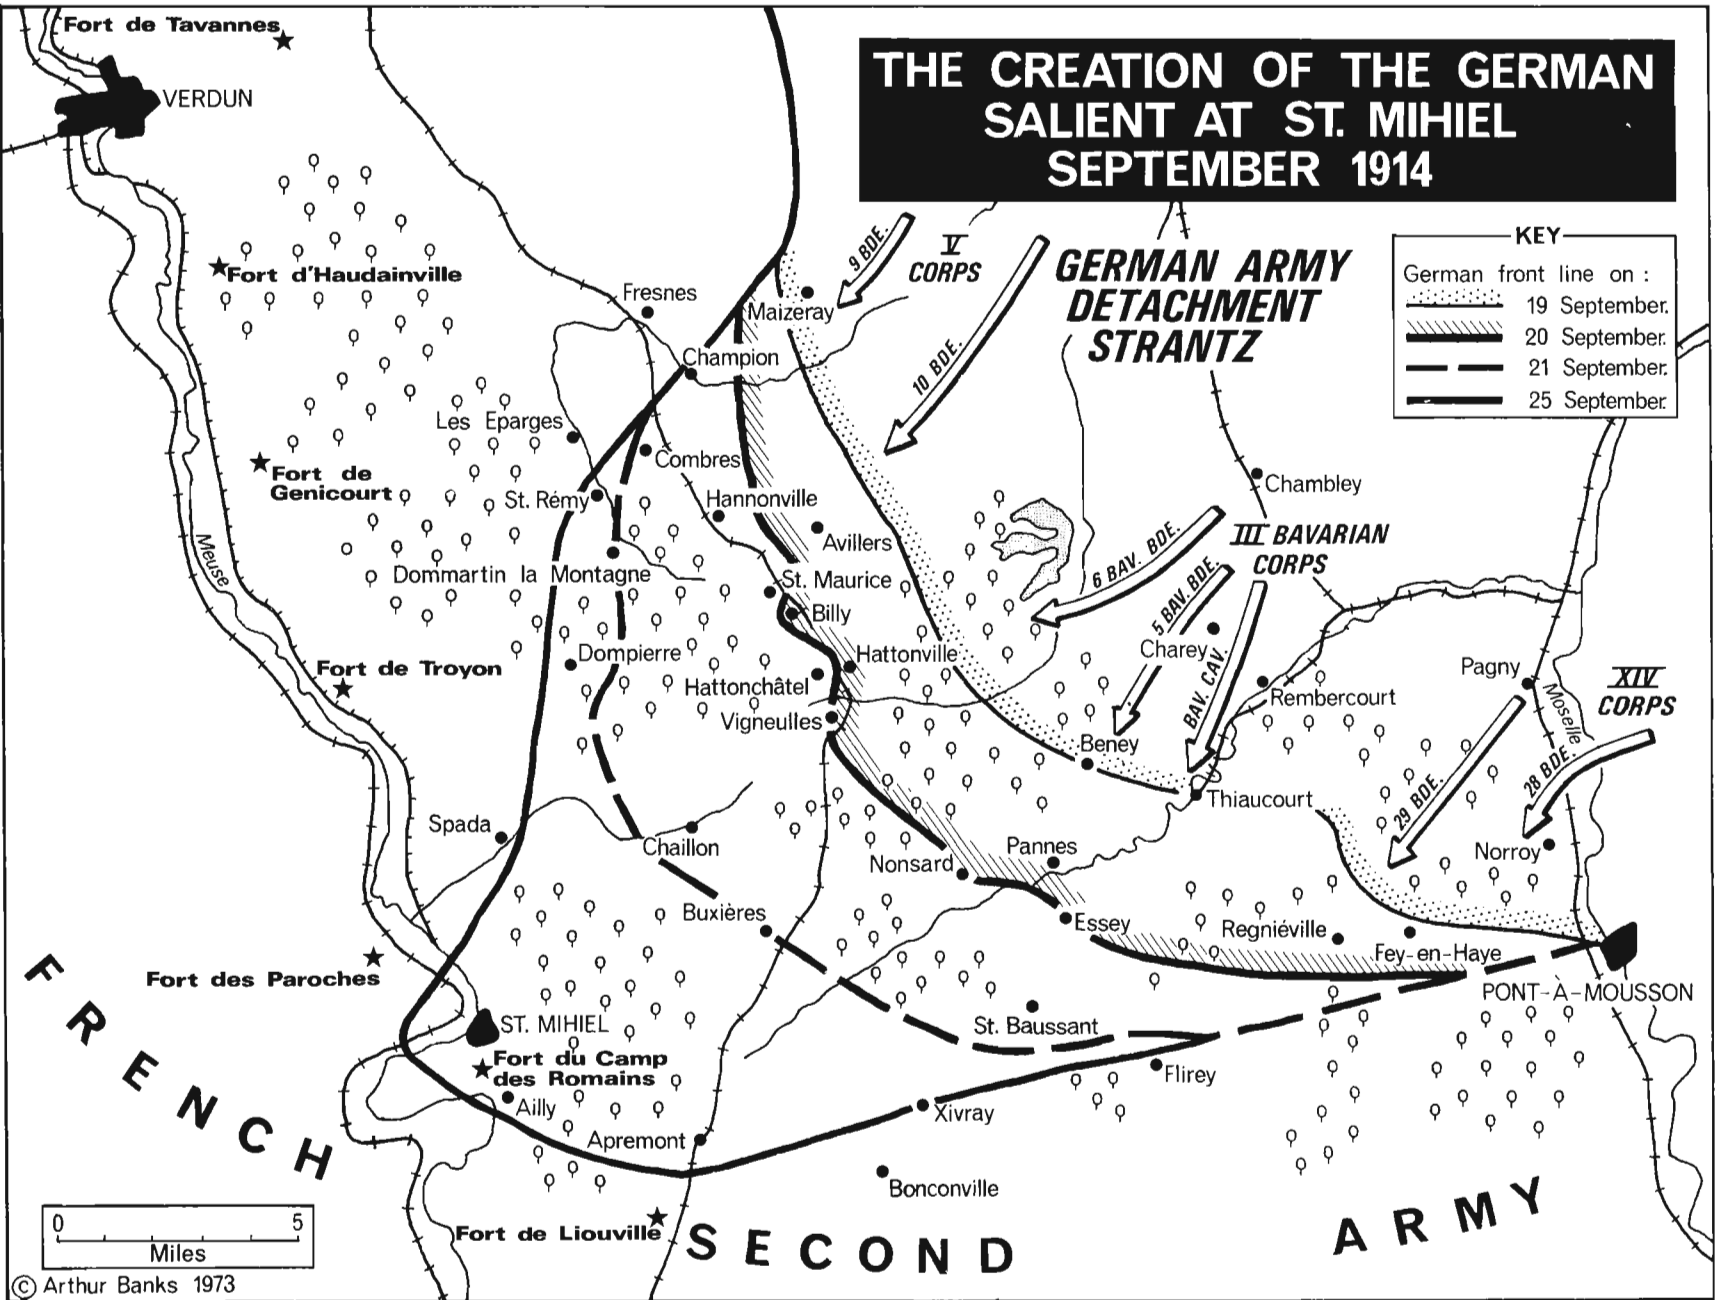 THE CREATION OF THE GERMAN
SALIENT AT ST. MIHIEL
SEPTEMBER 1914
KEY
German front line on :
19 September.
20 September.
21 September.
25 September.
Fort de Tavannes
VERDUN
Fort d'Haudainville
Fort de
Genicourt
Meuse
Fort de Troyon
Fort des Paroches
ST. MIHIEL
Fort du Camp
des Romains
Ailly
Apremont
Fort de Liouville
Fresnes
Maizeray
Champion
Les Eparges
Combres
St. Rémy
Hannonville
Avillers
Dommartin la Montagne
St. Maurice
Billy
Dompierre
Hattonville
Hattonchâtel
Vigneulles
Spada
Chaillon
Buxières
Nonsard
Pannes
Essey
St. Baussant
Flirey
Xivray
Bonconville
Regniéville
Fey-en-Haye
PONT-À-MOUSSON
Norroy
Thiaucourt
Beney
Charey
Rembercourt
Pagny
Moselle
Chambley
9 BDE.
V
CORPS
10 BDE.
GERMAN ARMY
DETACHMENT
STRANTZ
III BAVARIAN
CORPS
6 BAV. BDE.
5 BAV. BDE.
BAV. CAV.
XIV
CORPS
29 BDE.
28 BDE.
FRENCH
SECOND
ARMY
0 5
Miles
© Arthur Banks 1973